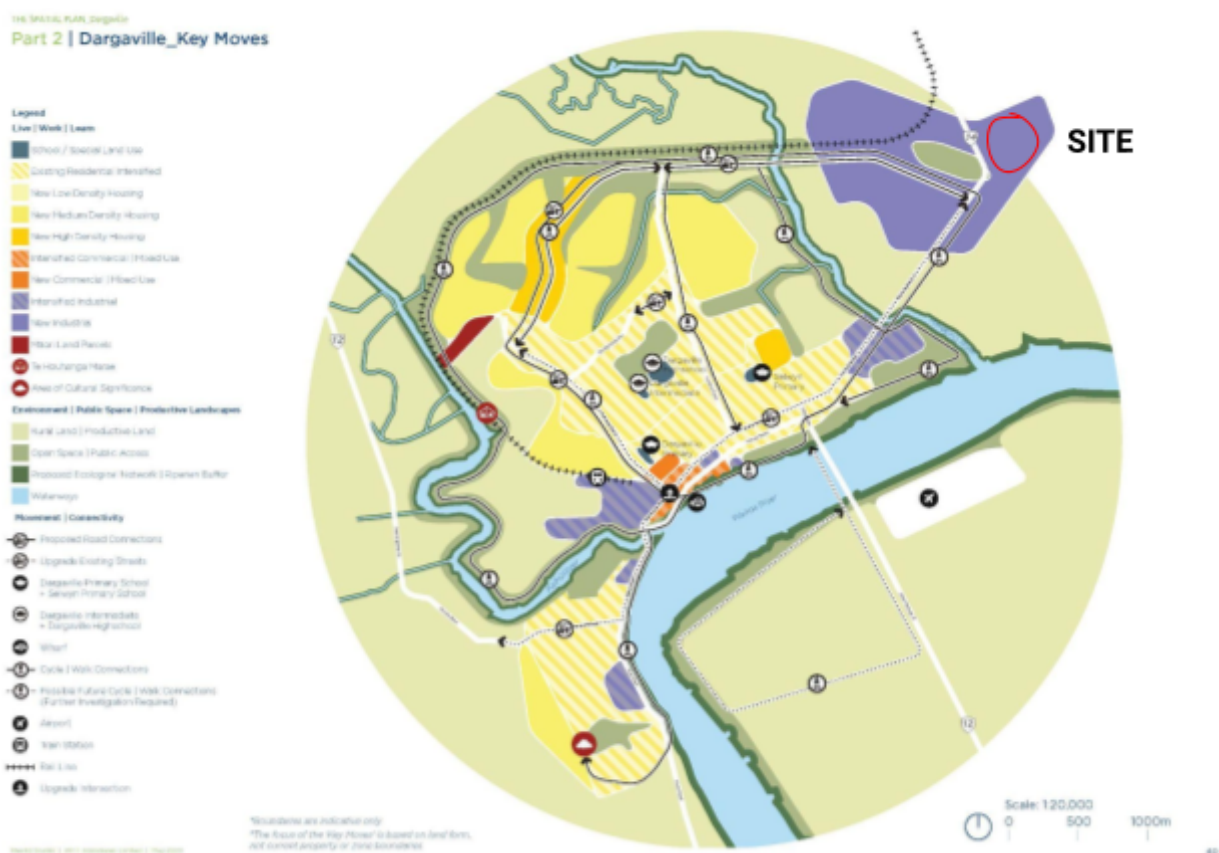 THE SPATIAL PLAN_Dargaville
Part 2 | Dargaville_Key Moves
Legend
Live | Work | Learn
School / Special Land Use
Existing Residential Intensified
New Low Density Housing
New Medium Density Housing
New High Density Housing
Intensified Commercial | Mixed Use
New Commercial | Mixed Use
Intensified Industrial
New Industrial
Māori Land Parcels
Te Houhanga Marae
Area of Cultural Significance
Environment | Public Space | Productive Landscapes
Rural Land | Productive Land
Open Space | Public Access
Proposed Ecological Network | Riparian Buffer
Waterways
Movement | Connectivity
Proposed Road Connections
Upgrade Existing Streets
Dargaville Primary School
+ Selwyn Primary School
Dargaville Intermediate
+ Dargaville Highschool
Wharf
Cycle | Walk Connections
Possible Future Cycle | Walk Connections
(Further Investigation Required)
Airport
Train Station
Rail Line
Upgrade Intersection
SITE
12
Selwyn
Primary
Dargaville
Primary
Wairoa River
12
*Boundaries are indicative only
*The focus of the 'Key Moves' is based on land form,
not current property or zone boundaries
Scale: 1:20,000
0 500 1000m